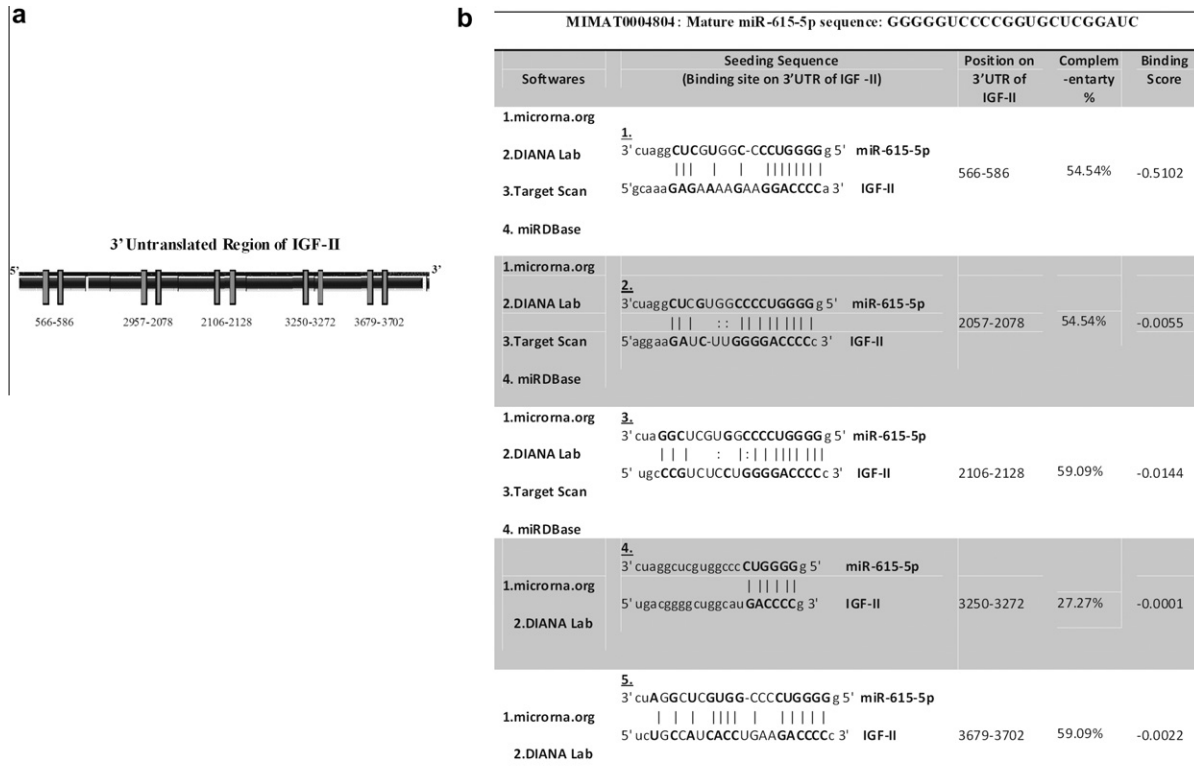 a
3' Untranslated Region of IGF-II
5' 3'
566-586 2957-2078 2106-2128 3250-3272 3679-3702
b
MIMAT0004804: Mature miR-615-5p sequence: GGGGGUCCCCGGUGCUCGGAUC
Softwares
Seeding Sequence
(Binding site on 3'UTR of IGF -II)
Position on
3'UTR of
IGF-II
Complem
-entarty
%
Binding
Score
1.microrna.org
2.DIANA Lab
3.Target Scan
4. miRDBase
1.
3' cuaggCUCGUGGC-CCCUGGGGg 5' miR-615-5p
||| | | ||||||||
5'gcaaaGAGAAAAGAAGGACCCCa 3' IGF-II
566-586
54.54%
-0.5102
1.microrna.org
2.DIANA Lab
3.Target Scan
4. miRDBase
2.
3'cuaggCUCGUGGCCCCUGGGGg 5' miR-615-5p
||| :: ||||||||||
5'aggaaGAUC-UUGGGGACCCCc 3' IGF-II
2057-2078
54.54%
-0.0055
1.microrna.org
2.DIANA Lab
3.Target Scan
4. miRDBase
3.
3' cuaGGCUCGUGGCCCCUGGGGg 5' miR-615-5p
||| : |:|||||||||
5' ugcCCGUCUCCUGGGGACCCCc 3' IGF-II
2106-2128
59.09%
-0.0144
1.microrna.org
2.DIANA Lab
4.
3' cuaggcucguggccc CUGGGGg 5' miR-615-5p
||||||
5' ugacggggcuggcauGACCCCg 3' IGF-II
3250-3272
27.27%
-0.0001
1.microrna.org
2.DIANA Lab
5.
3' cuAGGCUCGUGG-CCCCUGGGGg 5' miR-615-5p
| | | |||| | |||||
5' ucUGCCAUCACCUGAAGACCCCc 3' IGF-II
3679-3702
59.09%
-0.0022